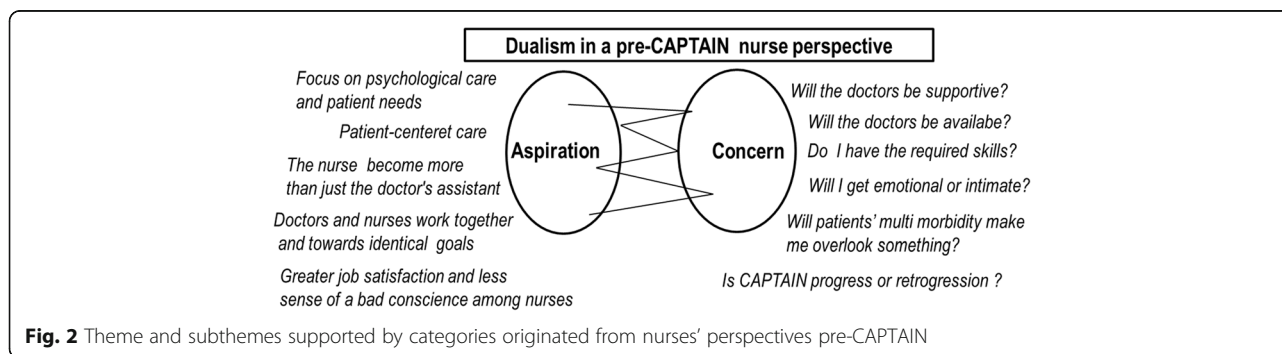 Dualism in a pre-CAPTAIN nurse perspective
Focus on psychological care
and patient needs
Patient-centeret care
The nurse become more
than just the doctor's assistant
Doctors and nurses work together
and towards identical goals
Greater job satisfaction and less
sense of a bad conscience among nurses
Aspiration
Concern
Will the doctors be supportive?
Will the doctors be availabe?
Do I have the required skills?
Will I get emotional or intimate?
Will patients' multi morbidity make
me overlook something?
Is CAPTAIN progress or retrogression ?
Fig. 2 Theme and subthemes supported by categories originated from nurses' perspectives pre-CAPTAIN